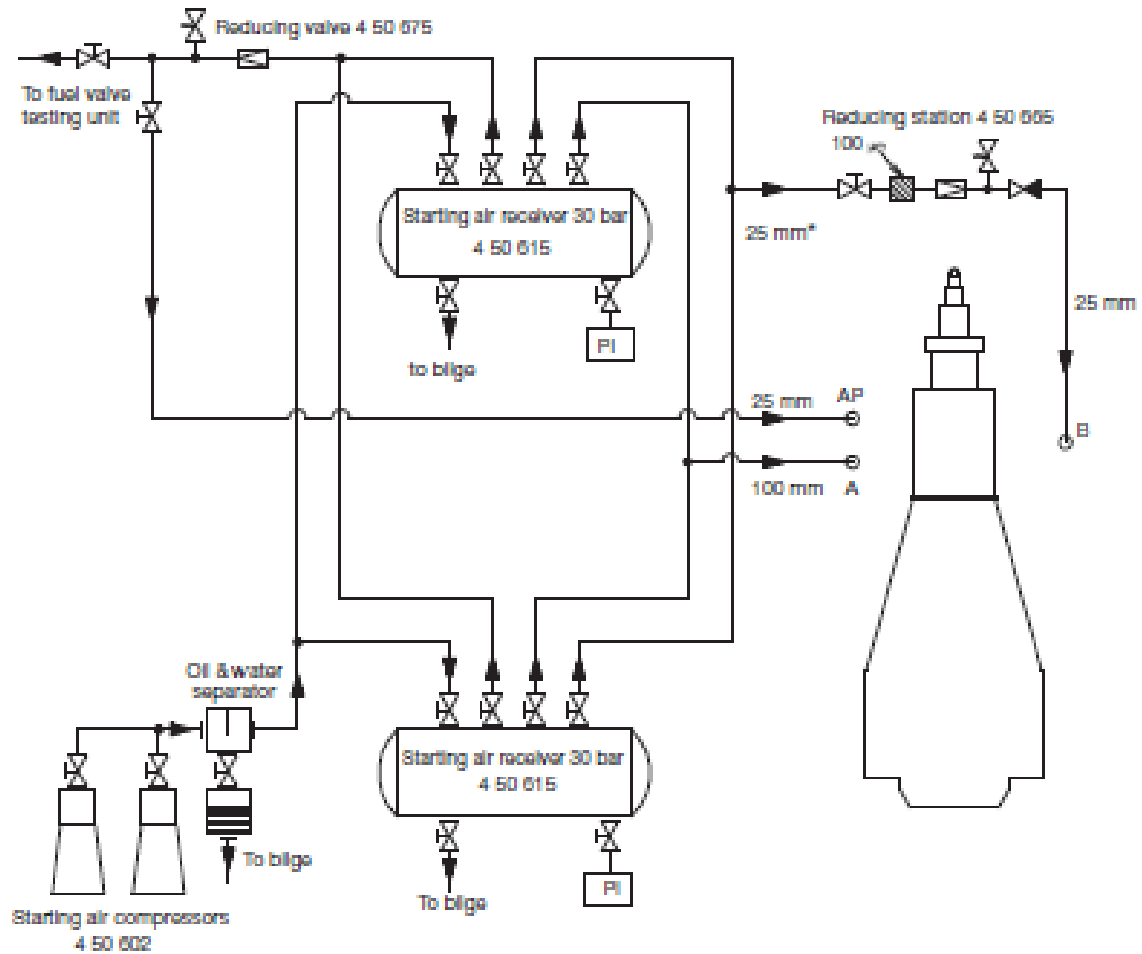 Reducing valve 4 50 675
To fuel valve
testing unit
Reducing station 4 50 665
100
Starting air receiver 30 bar
4 50 615
25 mm*
25 mm
to bilge
PI
25 mm
AP
B
100 mm
A
Oil & water
separator
Starting air receiver 30 bar
4 50 615
To bilge
To bilge
PI
Starting air compressors
4 50 602